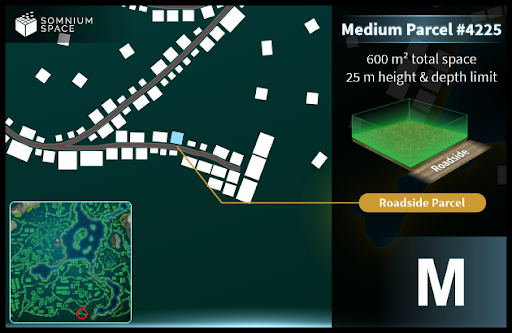 SOMNIUM
SPACE
Medium Parcel #4225
600 m² total space
25 m height & depth limit
Roadside
Roadside Parcel
M